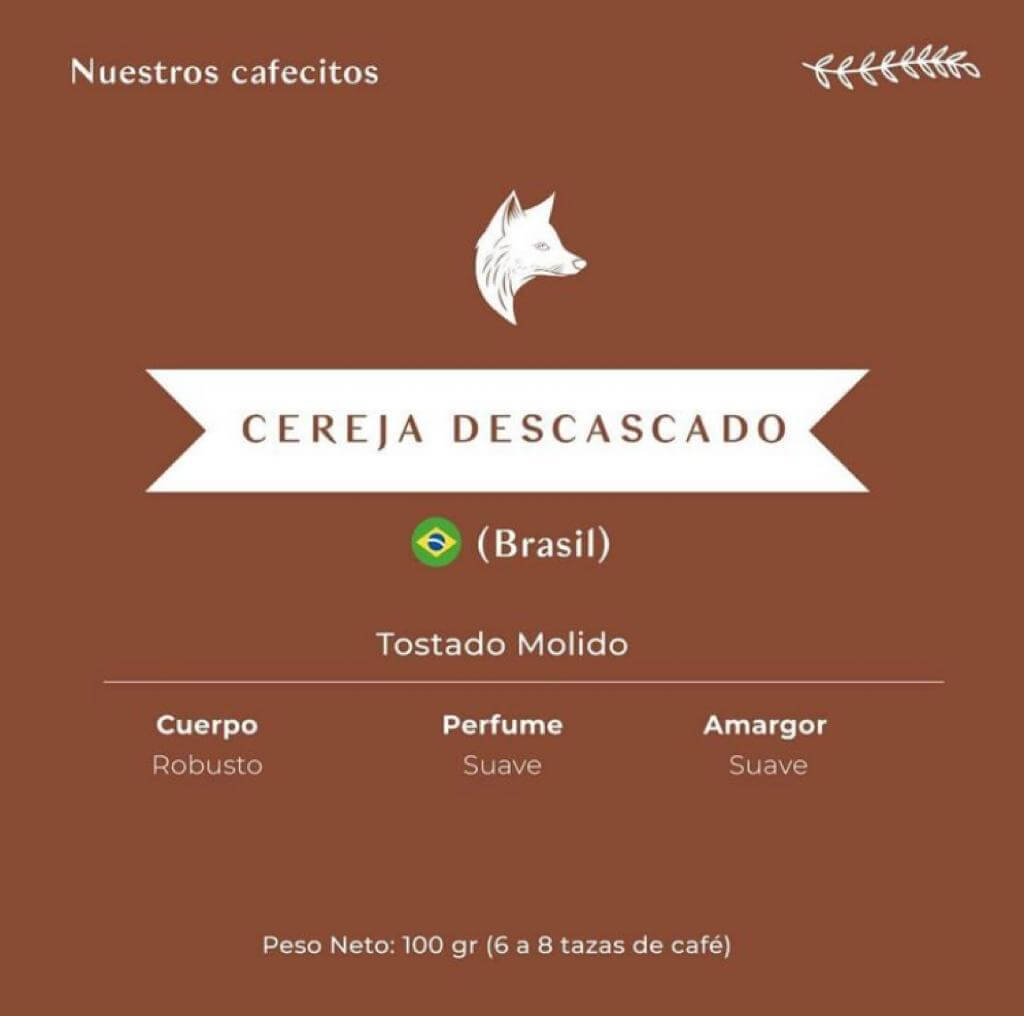 Nuestros cafecitos
CEREJA DESCASCADO
(Brasil)
Tostado Molido
Cuerpo Perfume Amargor
Robusto Suave Suave
Peso Neto: 100 gr (6 a 8 tazas de café)